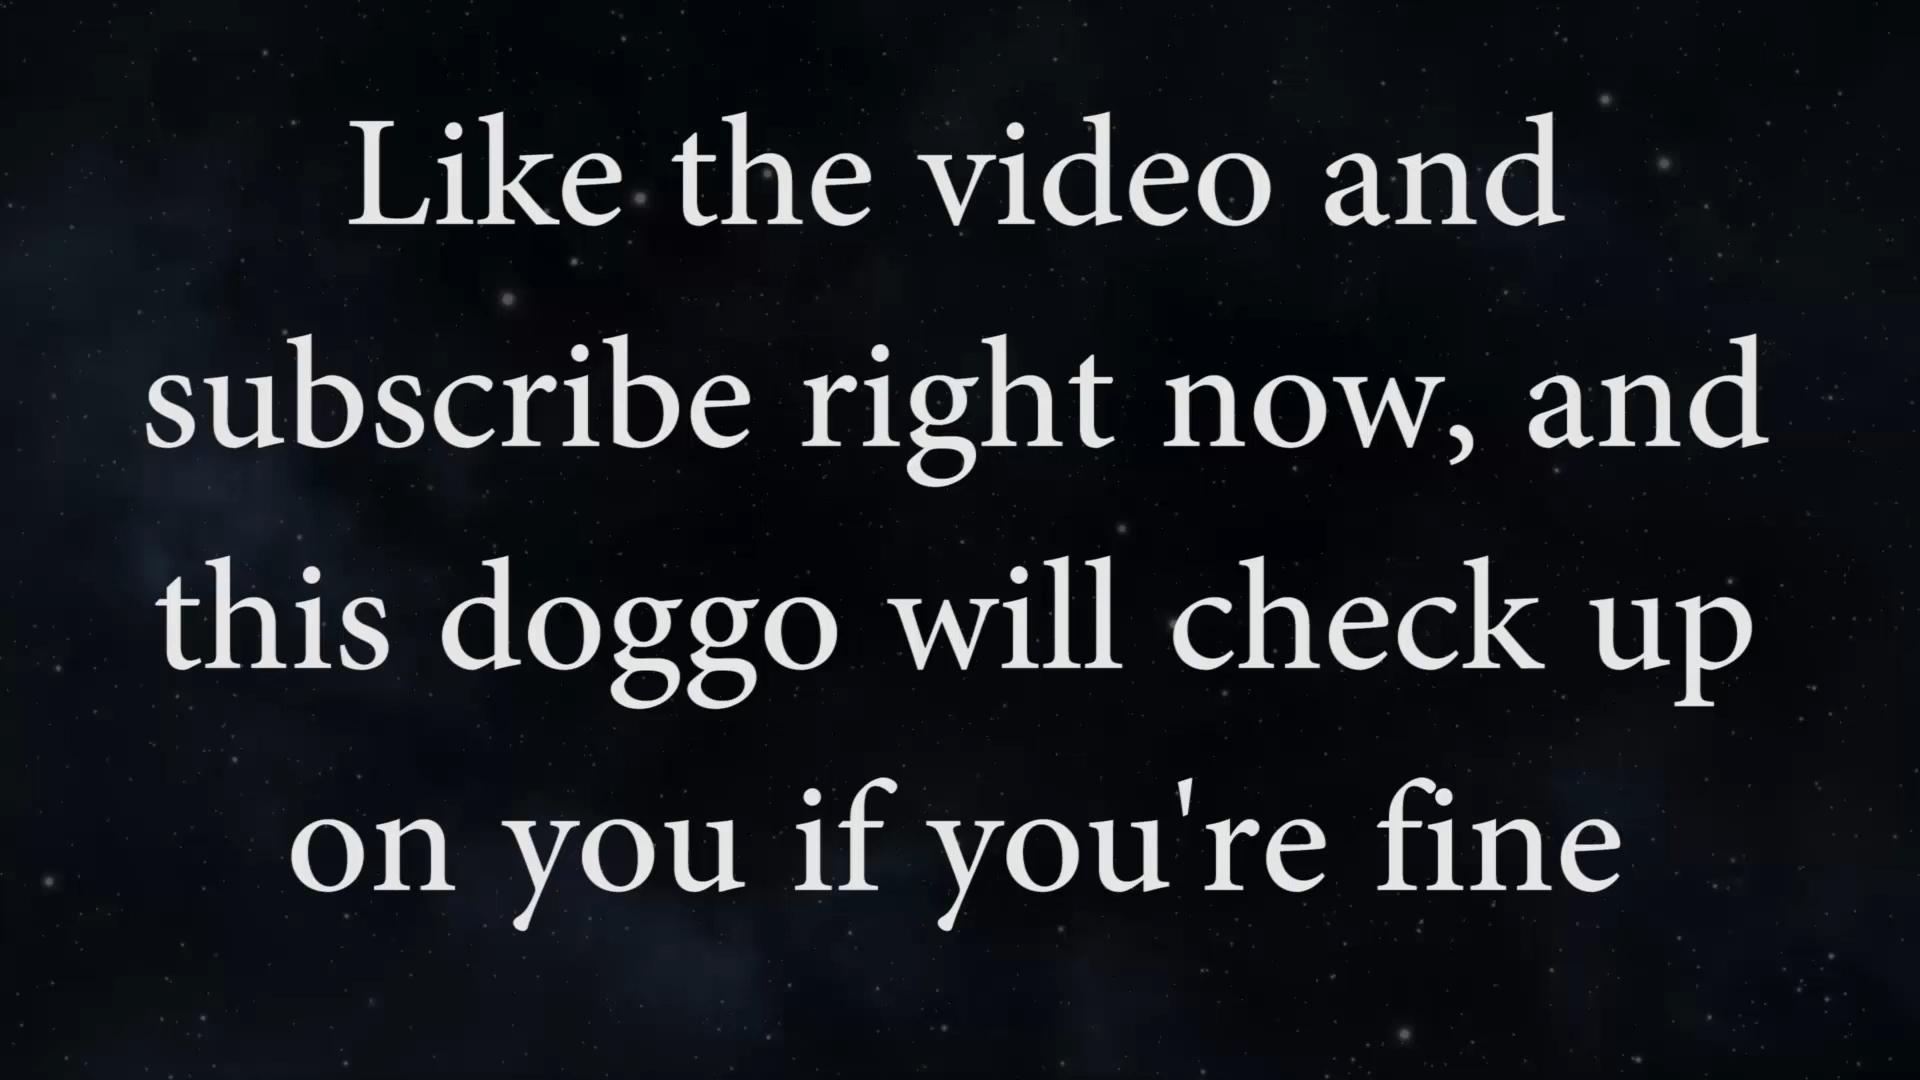 Like the video and
subscribe right now, and
this doggo will check up
on you if you're fine